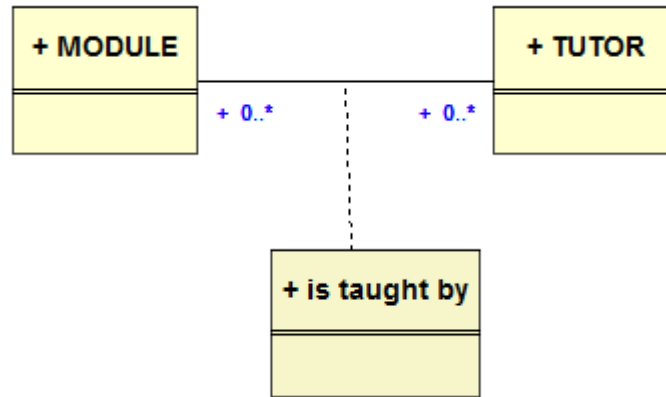 + MODULE
+ TUTOR
+ 0..*
+ 0..*
+ is taught by